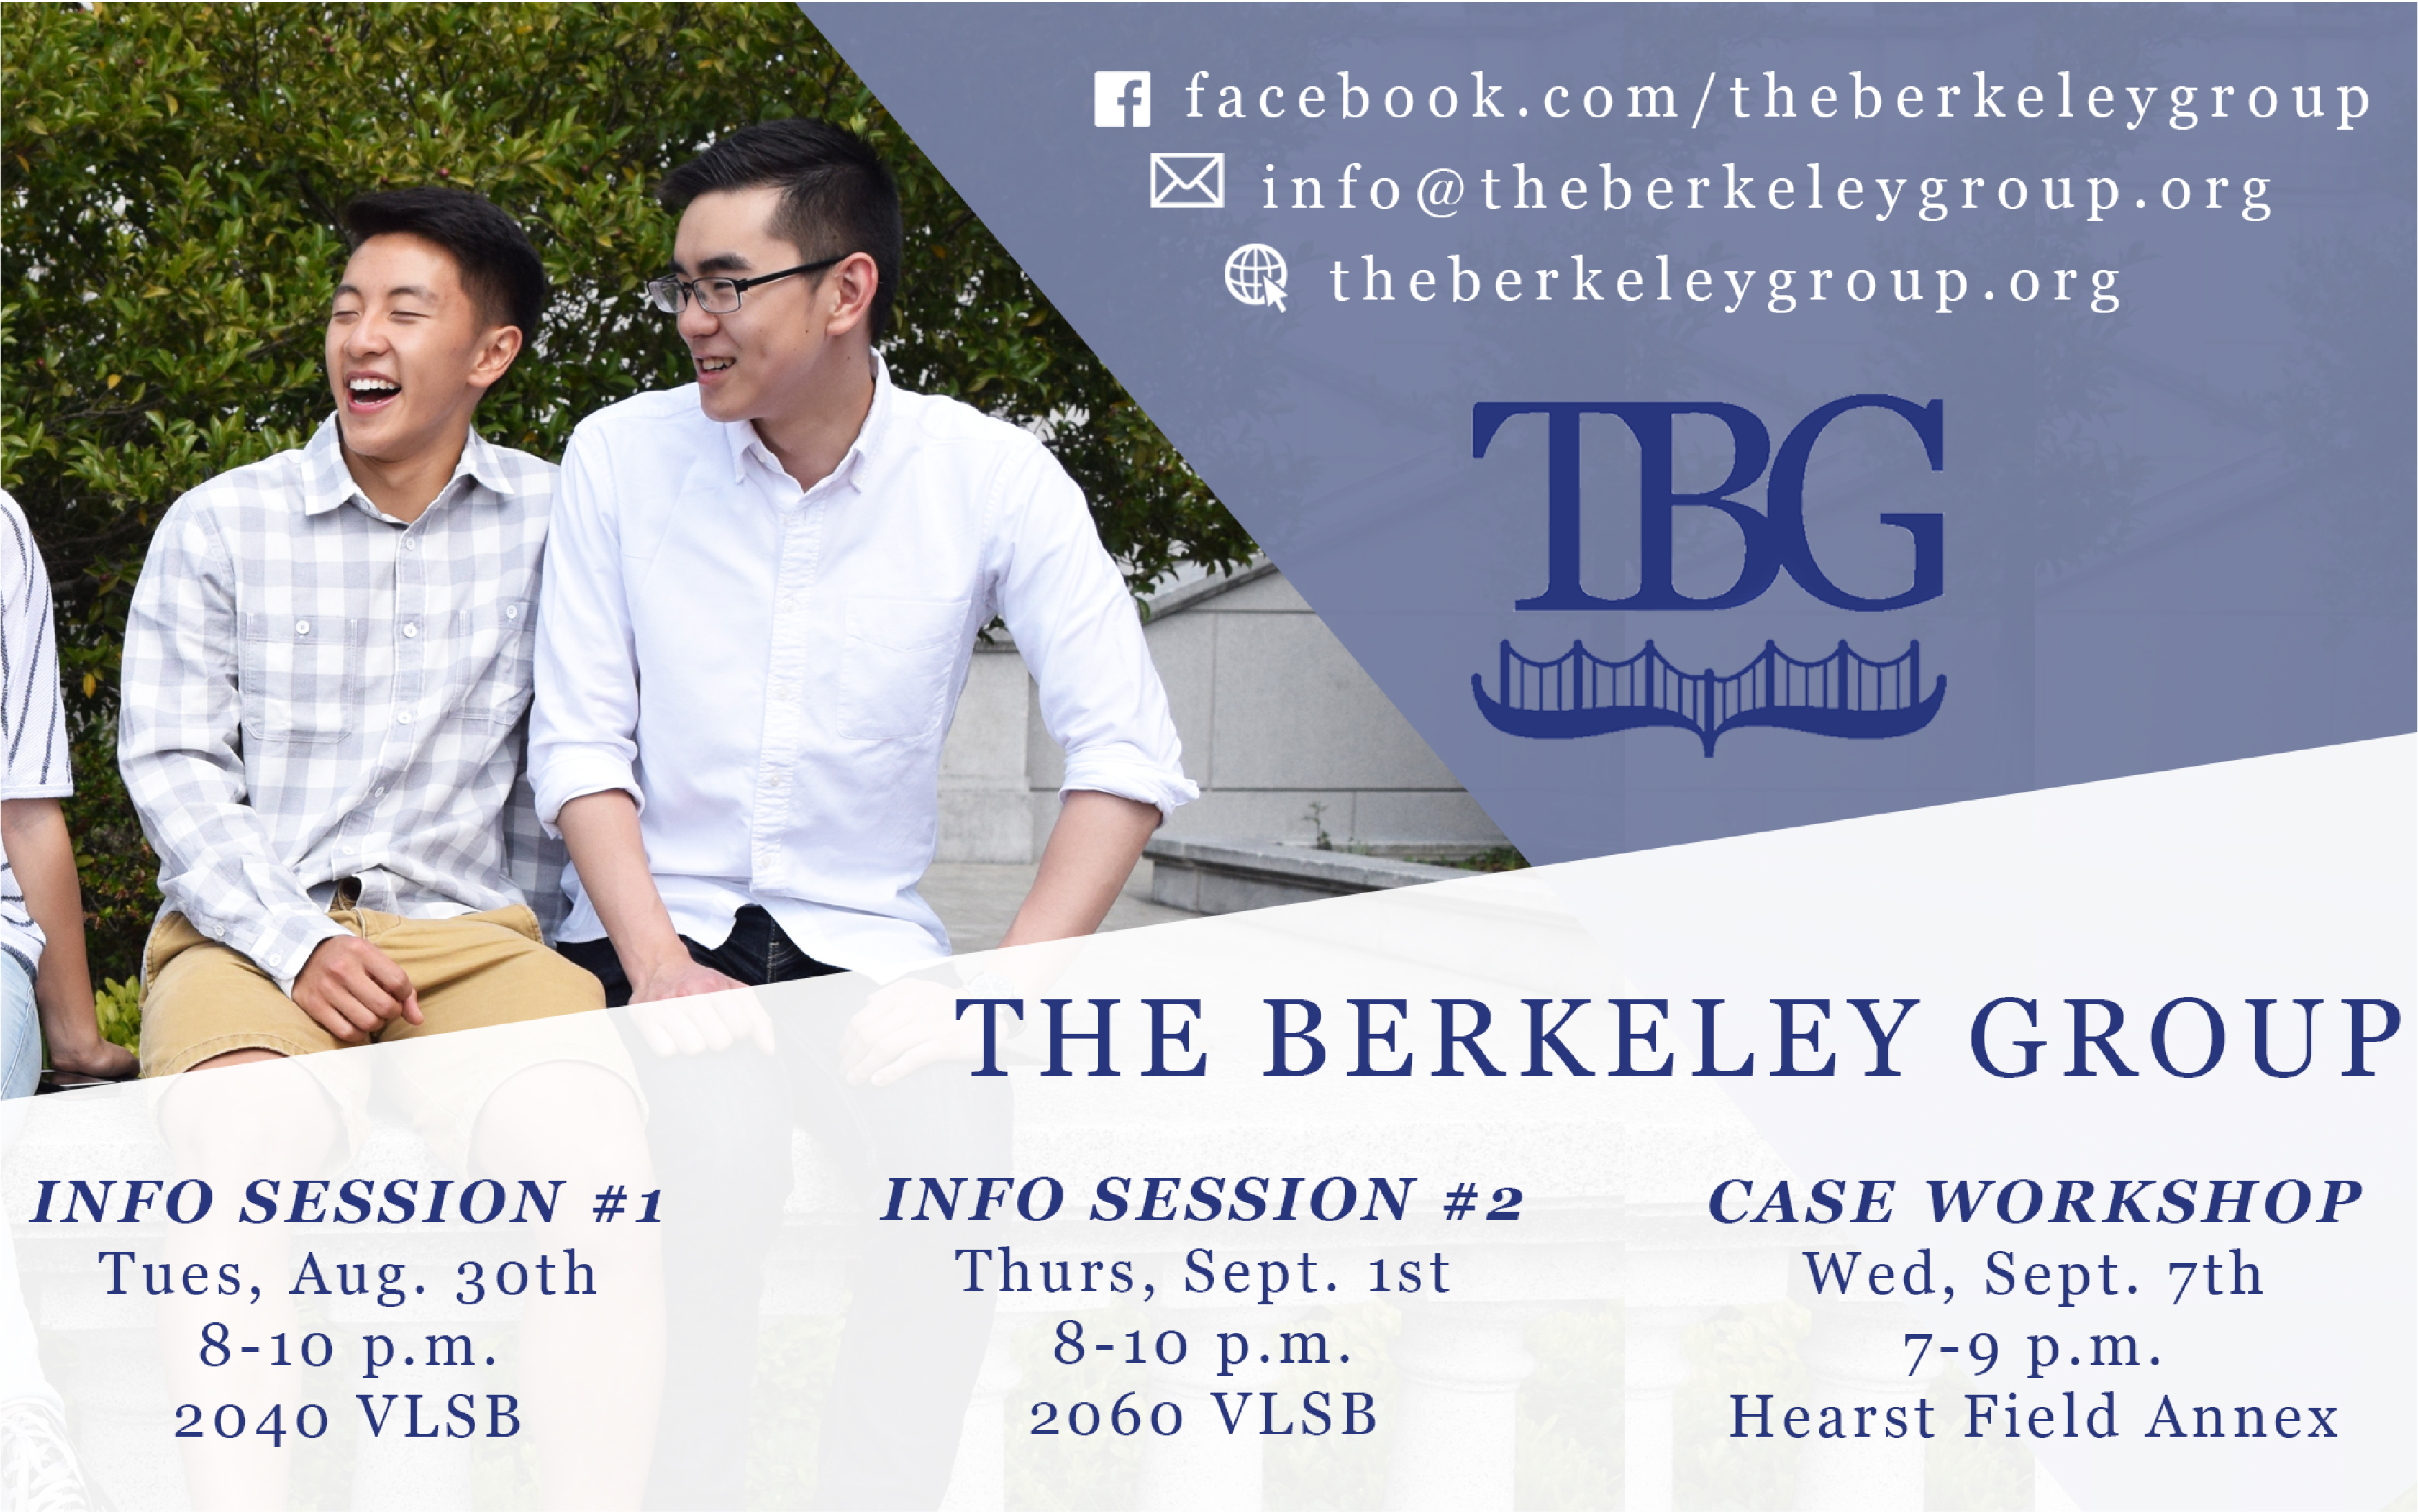 facebook.com/theberkeleygroup
info@theberkeleygroup.org
theberkeleygroup.org
TBG
THE BERKELEY GROUP
INFO SESSION #1
Tues, Aug. 30th
8-10 p.m.
2040 VLSB
INFO SESSION #2
Thurs, Sept. 1st
8-10 p.m.
2060 VLSB
CASE WORKSHOP
Wed, Sept. 7th
7-9 p.m.
Hearst Field Annex